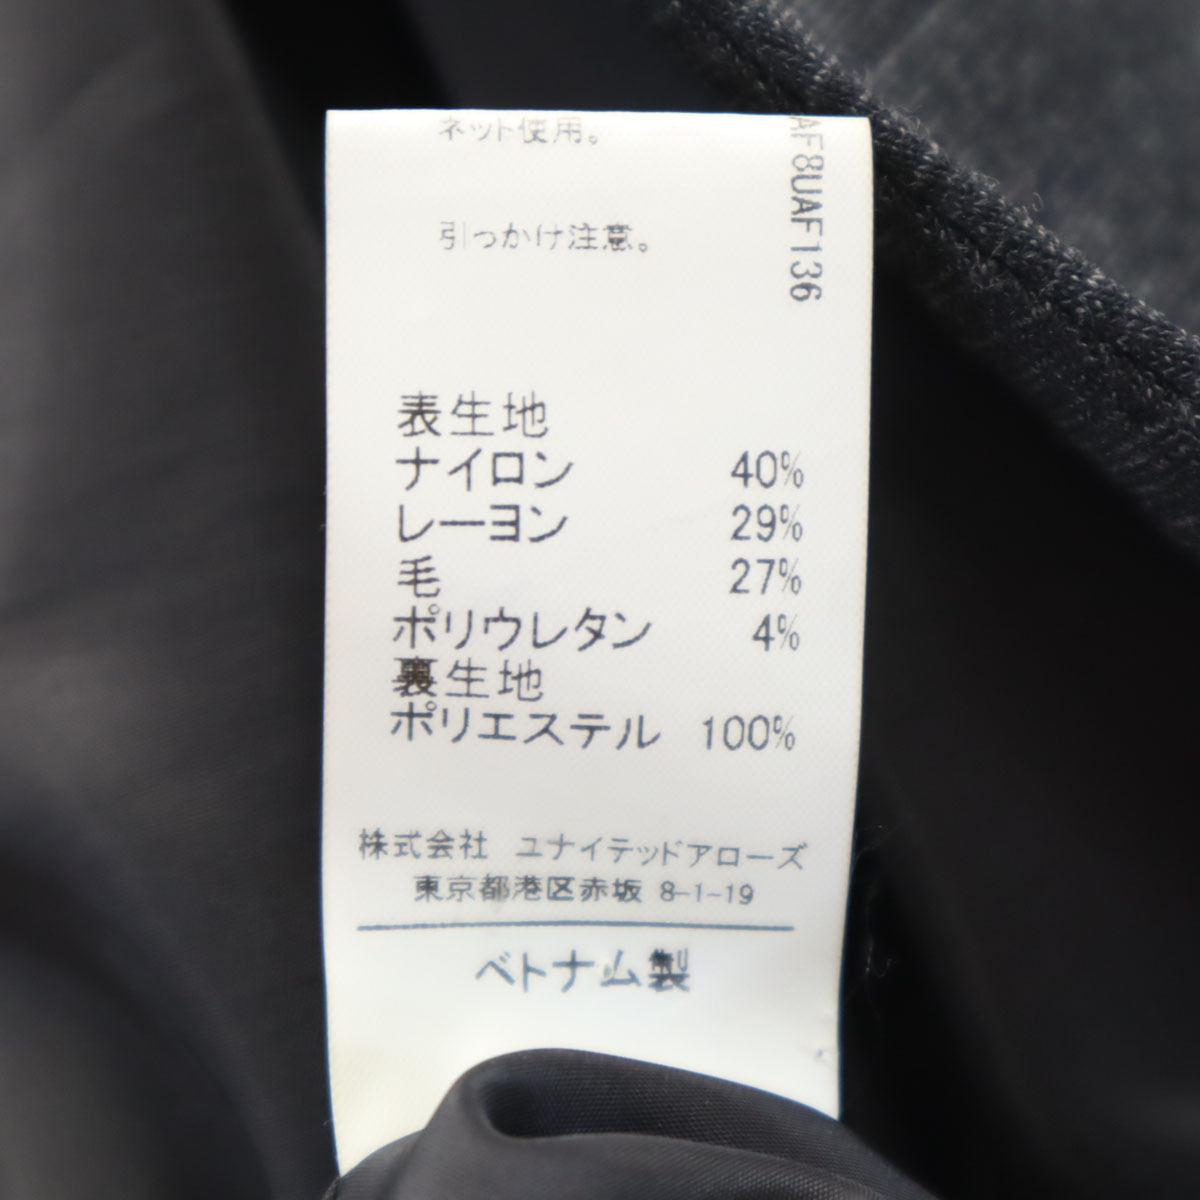 ネット使用。
引っかけ注意。
AF8UAF136
表生地
ナイロン 40%
レーヨン 29%
毛 27%
ポリウレタン 4%
裏生地
ポリエステル 100%
株式会社 ユナイテッドアローズ
東京都港区赤坂 8-1-19
ベトナム製